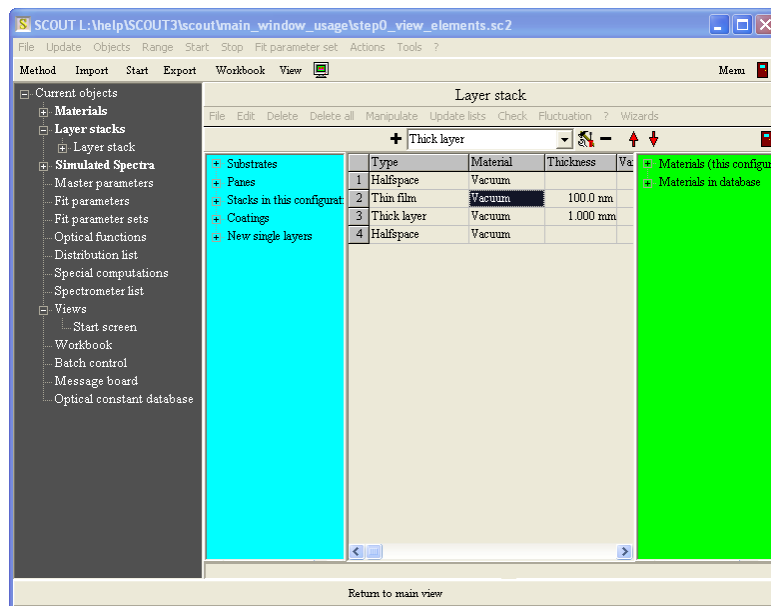 SCOUT L:\help\SCOUT3\scout\main_window_usage\step0_view_elements.sc2
File Update Objects Range Start Stop Fit parameter set Actions Tools ?
Method Import Start Export Workbook View Menu
Current objects
Materials
Layer stacks
Layer stack
Simulated Spectra
Master parameters
Fit parameters
Fit parameter sets
Optical functions
Distribution list
Special computations
Spectrometer list
Views
Start screen
Workbook
Batch control
Message board
Optical constant database
Layer stack
File Edit Delete Delete all Manipulate Update lists Check Fluctuation ? Wizards
Thick layer
Substrates
Panes
Stacks in this configurat
Coatings
New single layers
Type Material Thickness Va
1 Halfspace Vacuum
2 Thin film Vacuum 100.0 nm
3 Thick layer Vacuum 1.000 mm
4 Halfspace Vacuum
Materials (this configur
Materials in database
Return to main view